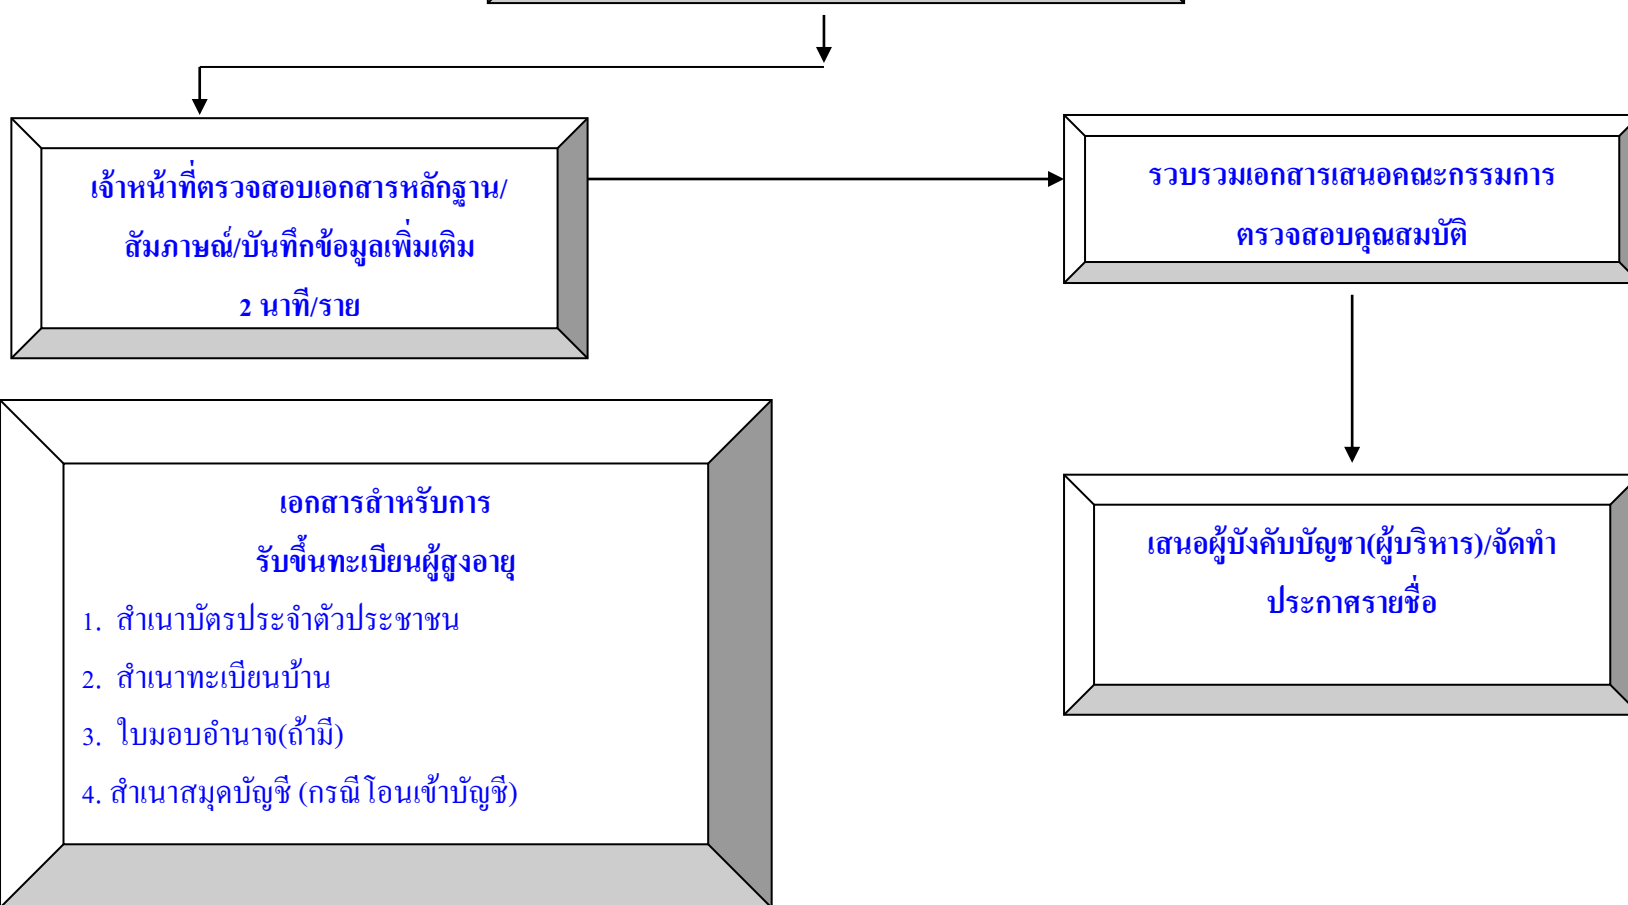 เจ้าหน้าที่ตรวจสอบเอกสารหลักฐาน/
สัมภาษณ์/บันทึกข้อมูลเพิ่มเติม
2 นาที/ราย
รวบรวมเอกสารเสนอคณะกรรมการ
ตรวจสอบคุณสมบัติ
เสนอผู้บังคับบัญชา(ผู้บริหาร)/จัดทำ
ประกาศรายชื่อ
เอกสารสำหรับการ
รับขึ้นทะเบียนผู้สูงอายุ
1. สำเนาบัตรประจำตัวประชาชน
2. สำเนาทะเบียนบ้าน
3. ใบมอบอำนาจ(ถ้ามี)
4. สำเนาสมุดบัญชี (กรณีโอนเข้าบัญชี)